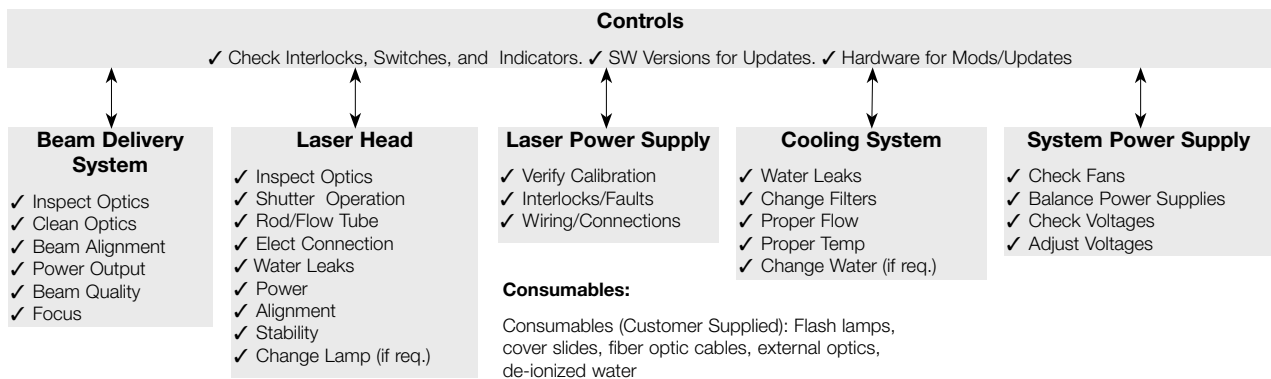 Controls
✓ Check Interlocks, Switches, and Indicators. ✓ SW Versions for Updates. ✓ Hardware for Mods/Updates
Beam Delivery
System
✓ Inspect Optics
✓ Clean Optics
✓ Beam Alignment
✓ Power Output
✓ Beam Quality
✓ Focus
Laser Head
✓ Inspect Optics
✓ Shutter Operation
✓ Rod/Flow Tube
✓ Elect Connection
✓ Water Leaks
✓ Power
✓ Alignment
✓ Stability
✓ Change Lamp (if req.)
Laser Power Supply
✓ Verify Calibration
✓ Interlocks/Faults
✓ Wiring/Connections
Cooling System
✓ Water Leaks
✓ Change Filters
✓ Proper Flow
✓ Proper Temp
✓ Change Water (if req.)
System Power Supply
✓ Check Fans
✓ Balance Power Supplies
✓ Check Voltages
✓ Adjust Voltages
Consumables:
Consumables (Customer Supplied): Flash lamps,
cover slides, fiber optic cables, external optics,
de-ionized water